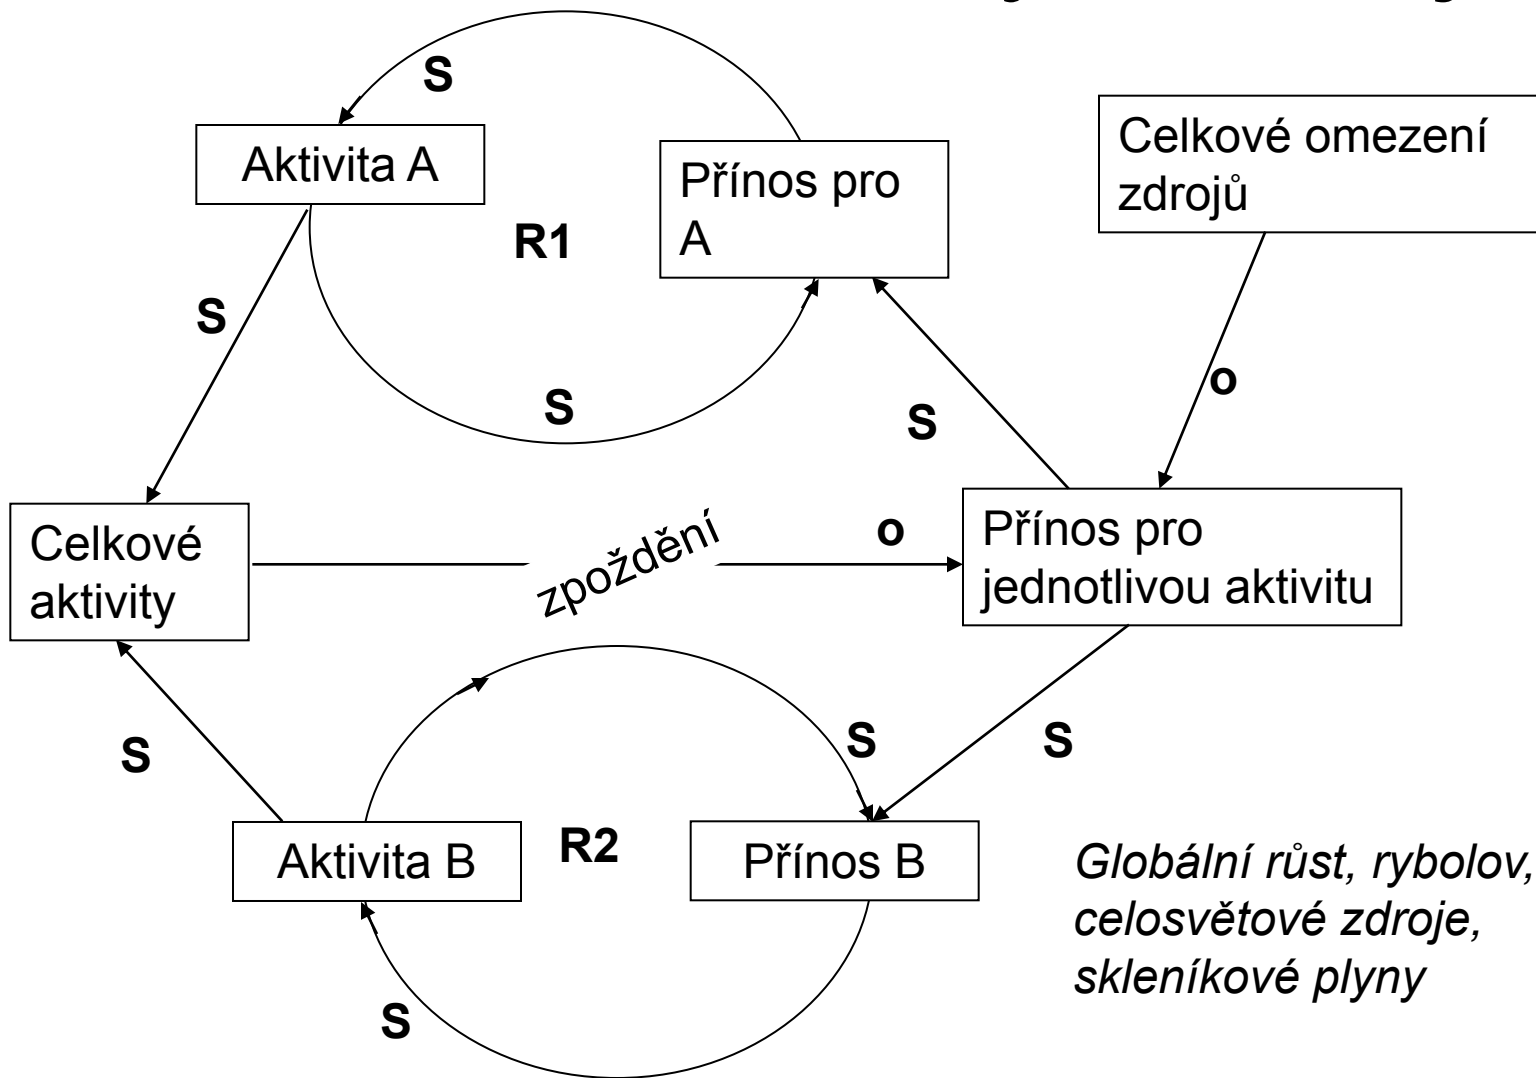 S
Aktivita A
Přínos pro
A
Celkové omezení
zdrojů
R1
S
S
S
o
Celkové
aktivity
zpoždění
o
Přínos pro
jednotlivou aktivitu
S
S
S
Aktivita B
R2
Přínos B
S
Globální růst, rybolov,
celosvětové zdroje,
skleníkové plyny